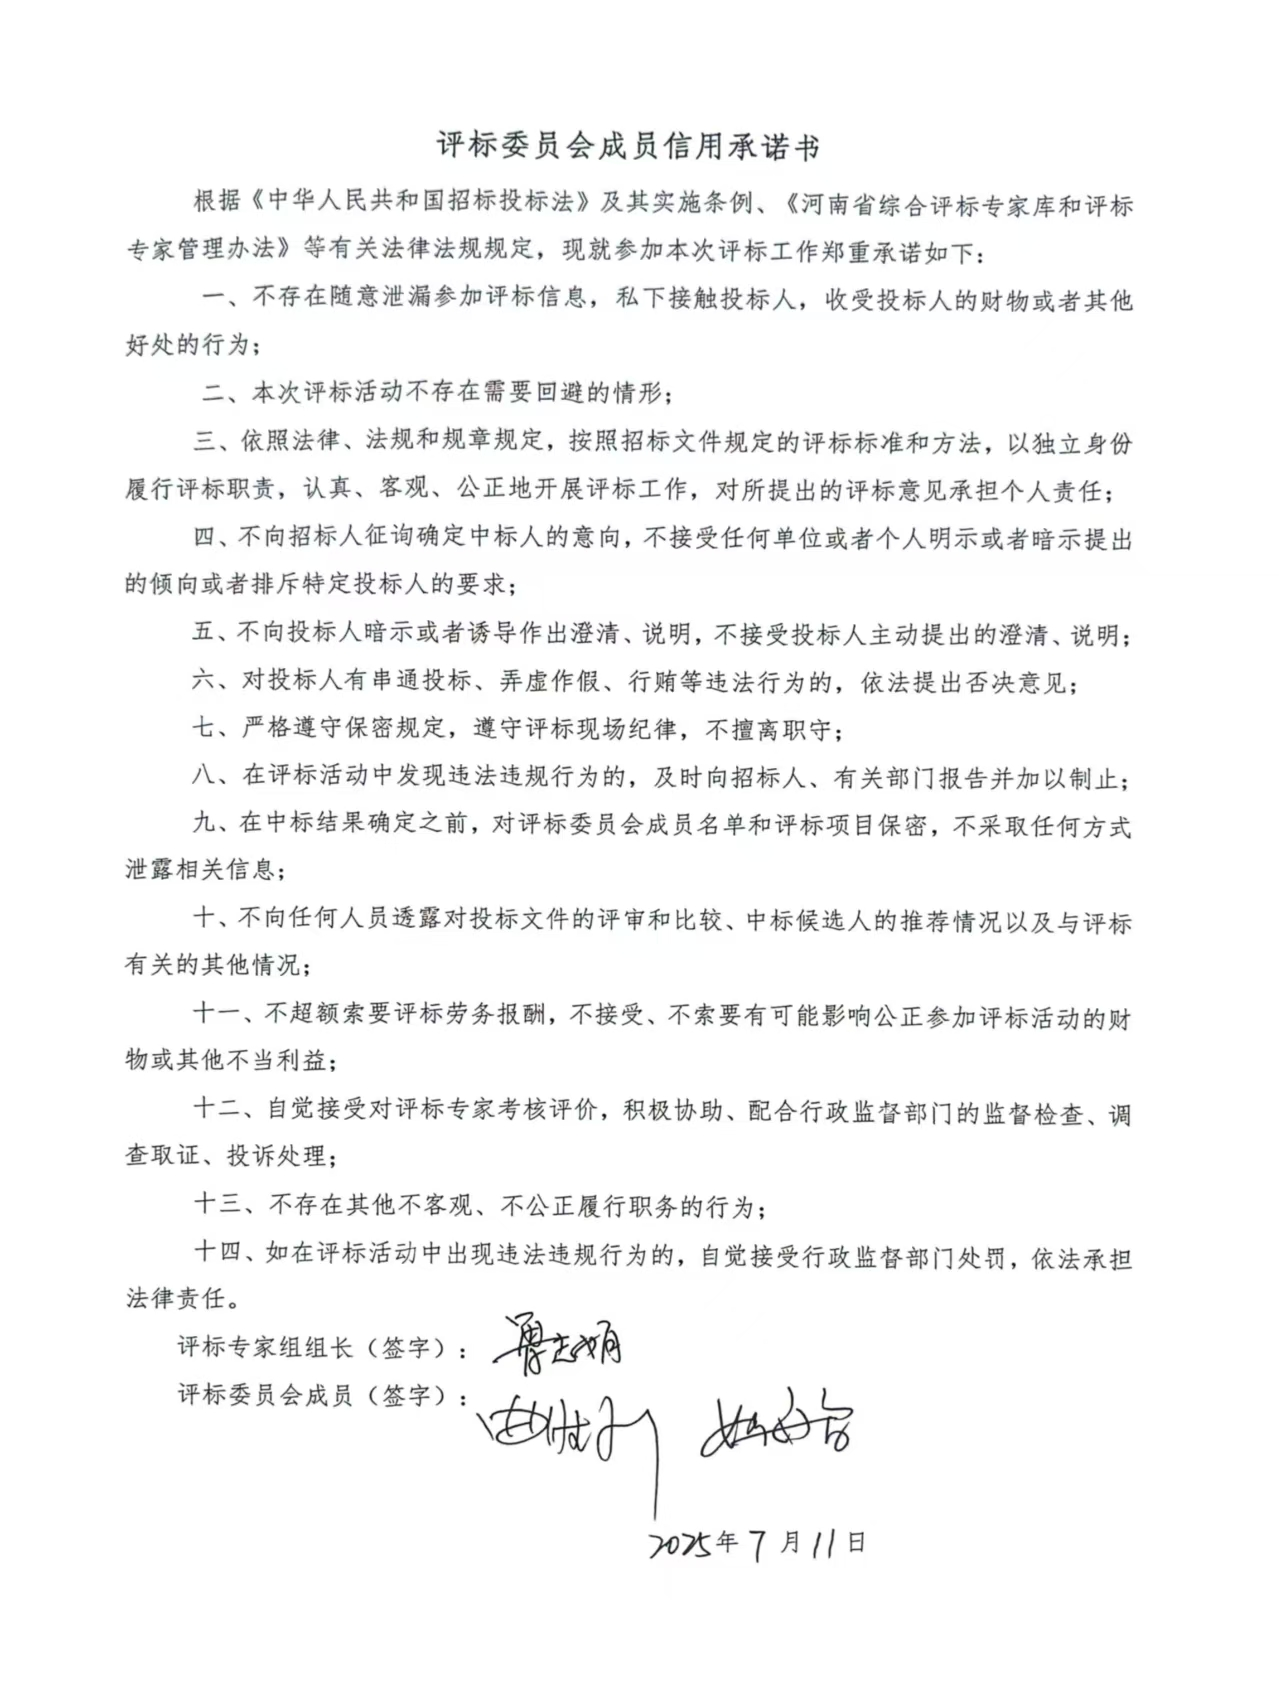 评标委员会成员信用承诺书
根据《中华人民共和国招标投标法》及其实施条例、《河南省综合评标专家库和评标
专家管理办法》等有关法律法规规定，现就参加本次评标工作郑重承诺如下：
一、不存在随意泄漏参加评标信息，私下接触投标人，收受投标人的财物或者其他
好处的行为；
二、本次评标活动不存在需要回避的情形；
三、依照法律、法规和规章规定，按照招标文件规定的评标标准和方法，以独立身份
履行评标职责，认真、客观、公正地开展评标工作，对所提出的评标意见承担个人责任；
四、不向招标人征询确定中标人的意向，不接受任何单位或者个人明示或者暗示提出
的倾向或者排斥特定投标人的要求；
五、不向投标人暗示或者诱导作出澄清、说明，不接受投标人主动提出的澄清、说明；
六、对投标人有串通投标、弄虚作假、行贿等违法行为的，依法提出否决意见；
七、严格遵守保密规定，遵守评标现场纪律，不擅离职守；
八、在评标活动中发现违法违规行为的，及时向招标人、有关部门报告并加以制止；
九、在中标结果确定之前，对评标委员会成员名单和评标项目保密，不采取任何方式
泄露相关信息；
十、不向任何人员透露对投标文件的评审和比较、中标候选人的推荐情况以及与评标
有关的其他情况；
十一、不超额索要评标劳务报酬，不接受、不索要有可能影响公正参加评标活动的财
物或其他不当利益；
十二、自觉接受对评标专家考核评价，积极协助、配合行政监督部门的监督检查、调
查取证、投诉处理；
十三、不存在其他不客观、不公正履行职务的行为；
十四、如在评标活动中出现违法违规行为的，自觉接受行政监督部门处罚，依法承担
法律责任。
评标专家组组长（签字）：
评标委员会成员（签字）：
2025年7月11日